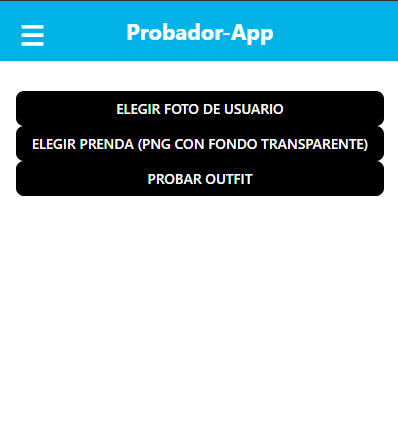 Probador-App
ELEGIR FOTO DE USUARIO
ELEGIR PRENDA (PNG CON FONDO TRANSPARENTE)
PROBAR OUTFIT